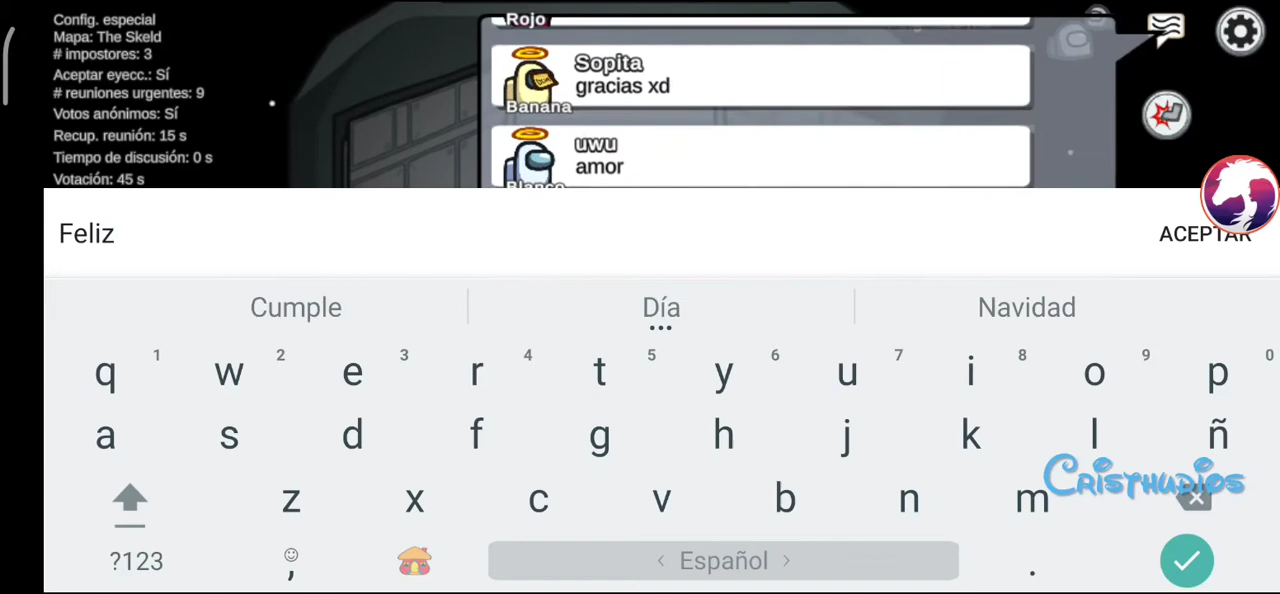 Config. especial
Mapa: The Skeld
# impostores: 3
Aceptar eyecc.: Sí
# reuniones urgentes: 9
Votos anónimos: Sí
Recup. reunión: 15 s
Tiempo de discusión: 0 s
Votación: 45 s
Rojo
Sopita
gracias xd
Banana
uwu
amor
Blanco
Feliz
ACEPTAR
Cumple
Día
Navidad
1 2 3 4 5 6 7 8 9 0
q w e r t y u i o p
a s d f g h j k l ñ
z x c v b n m
CRISTHUDIOS
?123 , < Español > .